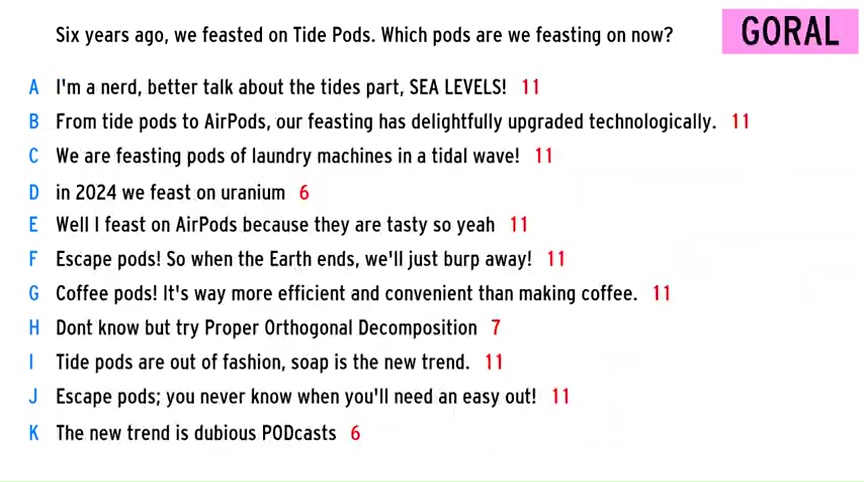 Six years ago, we feasted on Tide Pods. Which pods are we feasting on now?
GORAL
A I'm a nerd, better talk about the tides part, SEA LEVELS! 11
B From tide pods to AirPods, our feasting has delightfully upgraded technologically. 11
C We are feasting pods of laundry machines in a tidal wave! 11
D in 2024 we feast on uranium 6
E Well I feast on AirPods because they are tasty so yeah 11
F Escape pods! So when the Earth ends, we'll just burp away! 11
G Coffee pods! It's way more efficient and convenient than making coffee. 11
H Dont know but try Proper Orthogonal Decomposition 7
I Tide pods are out of fashion, soap is the new trend. 11
J Escape pods; you never know when you'll need an easy out! 11
K The new trend is dubious PODcasts 6